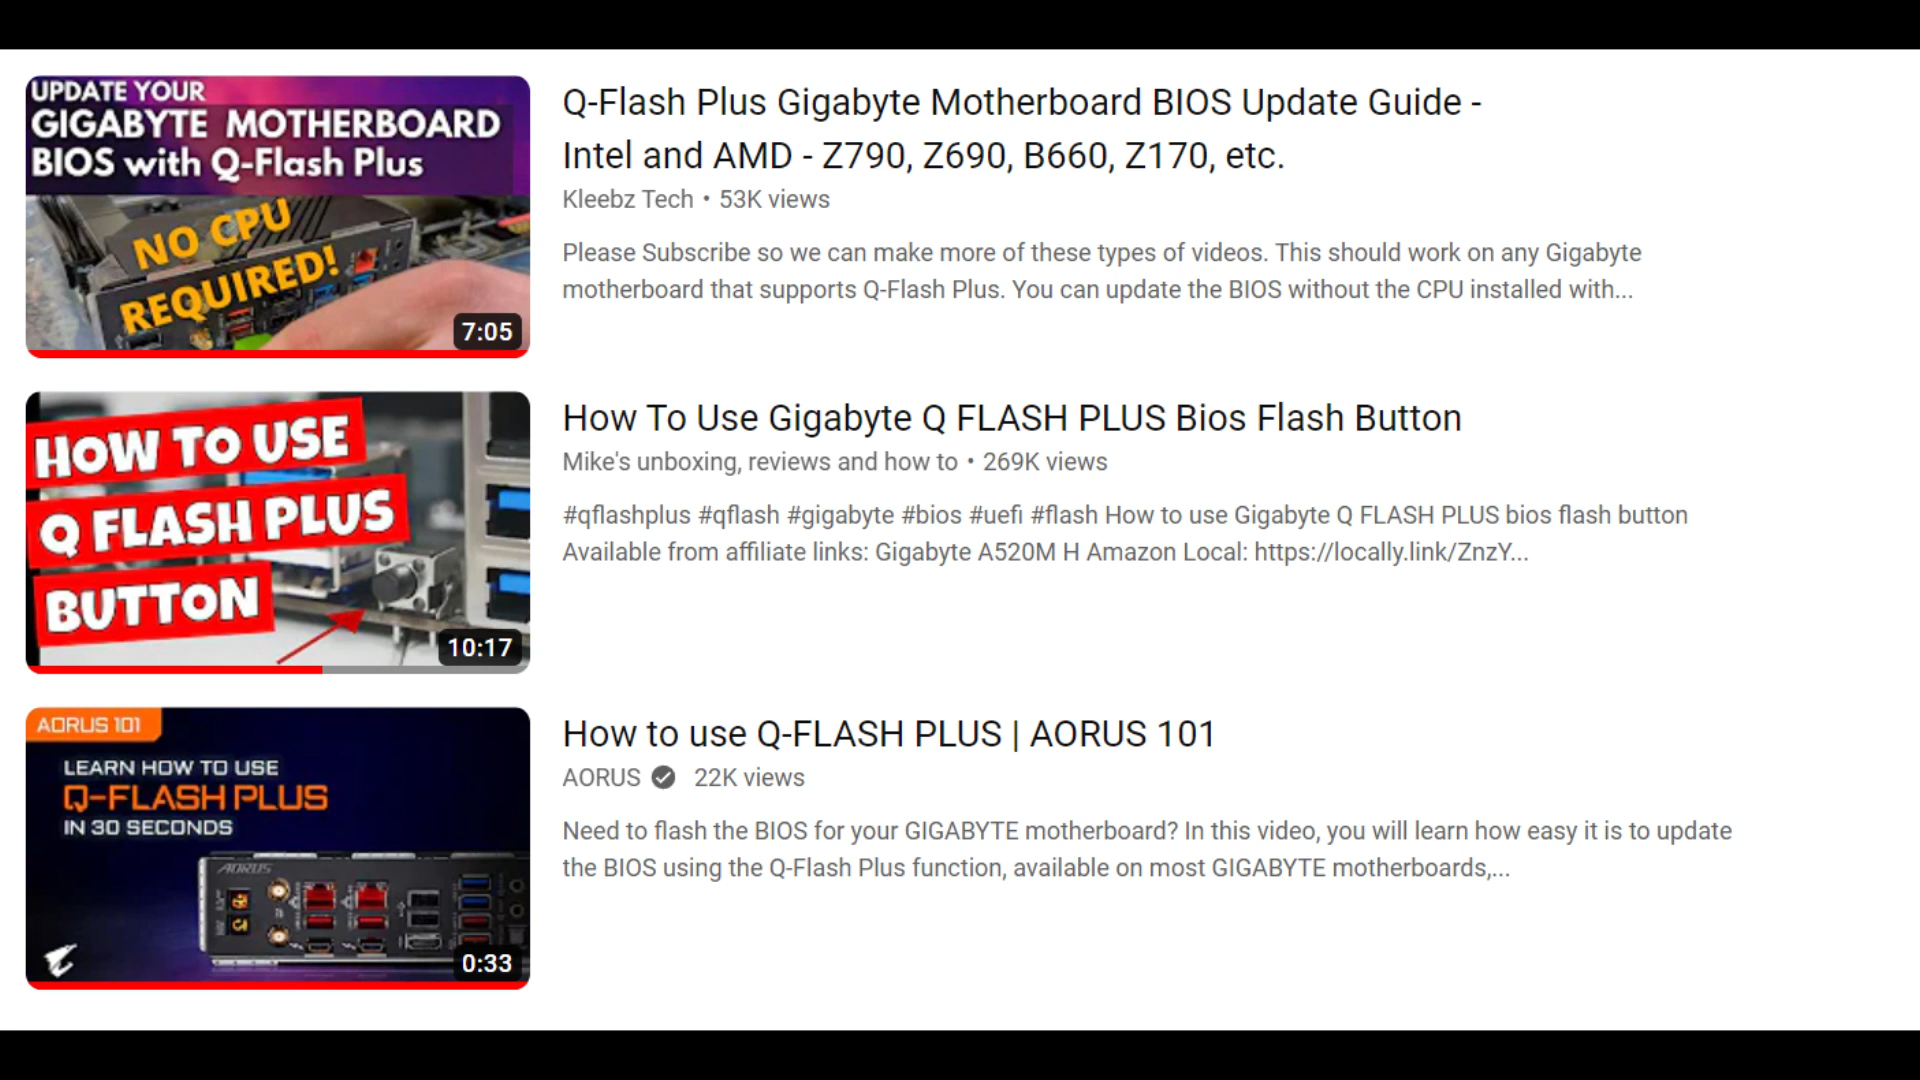 UPDATE YOUR
GIGABYTE MOTHERBOARD
BIOS with Q-Flash Plus
NO CPU
REQUIRED!
7:05
Q-Flash Plus Gigabyte Motherboard BIOS Update Guide -
Intel and AMD - Z790, Z690, B660, Z170, etc.
Kleebz Tech • 53K views
Please Subscribe so we can make more of these types of videos. This should work on any Gigabyte
motherboard that supports Q-Flash Plus. You can update the BIOS without the CPU installed with...
HOW TO USE
Q FLASH PLUS
BUTTON
10:17
How To Use Gigabyte Q FLASH PLUS Bios Flash Button
Mike's unboxing, reviews and how to • 269K views
#qflashplus #qflash #gigabyte #bios #uefi #flash How to use Gigabyte Q FLASH PLUS bios flash button
Available from affiliate links: Gigabyte A520M H Amazon Local: https://locally.link/ZnzY...
AORUS 101
LEARN HOW TO USE
Q-FLASH PLUS
IN 30 SECONDS
AORUS
0:33
How to use Q-FLASH PLUS | AORUS 101
AORUS 22K views
Need to flash the BIOS for your GIGABYTE motherboard? In this video, you will learn how easy it is to update
the BIOS using the Q-Flash Plus function, available on most GIGABYTE motherboards,...